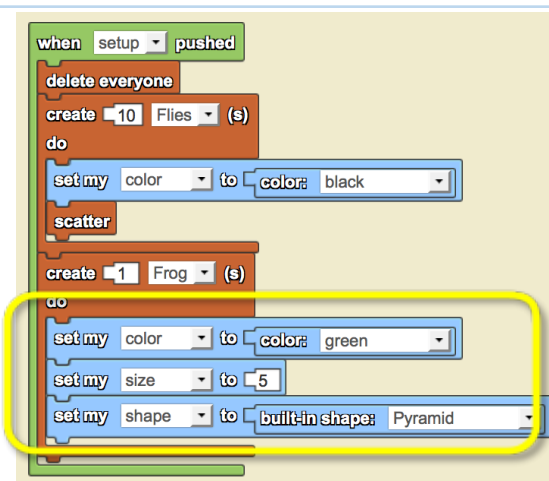 when setup pushed
delete everyone
create 10 Flies (s)
do
set my color to color: black
scatter
create 1 Frog (s)
do
set my color to color: green
set my size to 5
set my shape to built-in shape: Pyramid